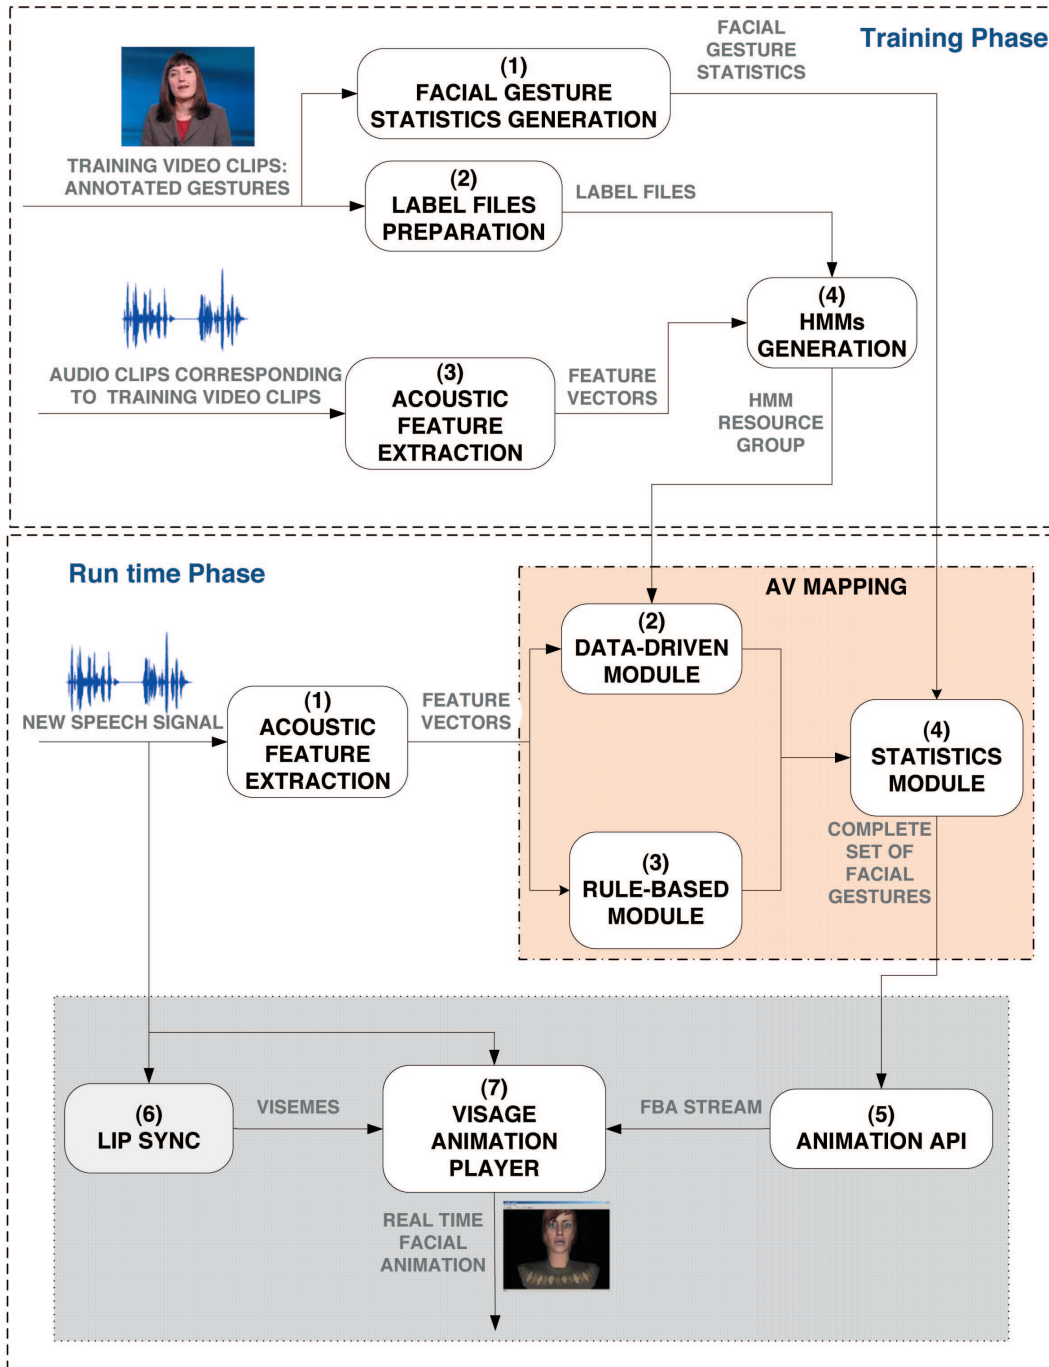 Training Phase
FACIAL
GESTURE
STATISTICS
(1)
FACIAL GESTURE
STATISTICS GENERATION
TRAINING VIDEO CLIPS:
ANNOTATED GESTURES
(2)
LABEL FILES
PREPARATION
LABEL FILES
(4)
HMMs
GENERATION
AUDIO CLIPS CORRESPONDING
TO TRAINING VIDEO CLIPS
(3)
ACOUSTIC
FEATURE
EXTRACTION
FEATURE
VECTORS
HMM
RESOURCE
GROUP
Run time Phase
AV MAPPING
(2)
DATA-DRIVEN
MODULE
NEW SPEECH SIGNAL
(1)
ACOUSTIC
FEATURE
EXTRACTION
FEATURE
VECTORS
(4)
STATISTICS
MODULE
(3)
RULE-BASED
MODULE
COMPLETE
SET OF
FACIAL
GESTURES
(6)
LIP SYNC
VISEMES
(7)
VISAGE
ANIMATION
PLAYER
FBA STREAM
(5)
ANIMATION API
REAL TIME
FACIAL
ANIMATION